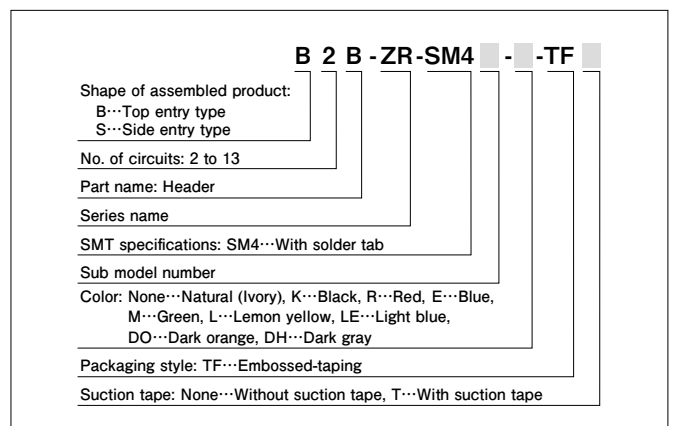 B 2 B -ZR-SM4 - -TF
Shape of assembled product:
B…Top entry type
S…Side entry type
No. of circuits: 2 to 13
Part name: Header
Series name
SMT specifications: SM4…With solder tab
Sub model number
Color: None…Natural (Ivory), K…Black, R…Red, E…Blue,
M…Green, L…Lemon yellow, LE…Light blue,
DO…Dark orange, DH…Dark gray
Packaging style: TF…Embossed-taping
Suction tape: None…Without suction tape, T…With suction tape